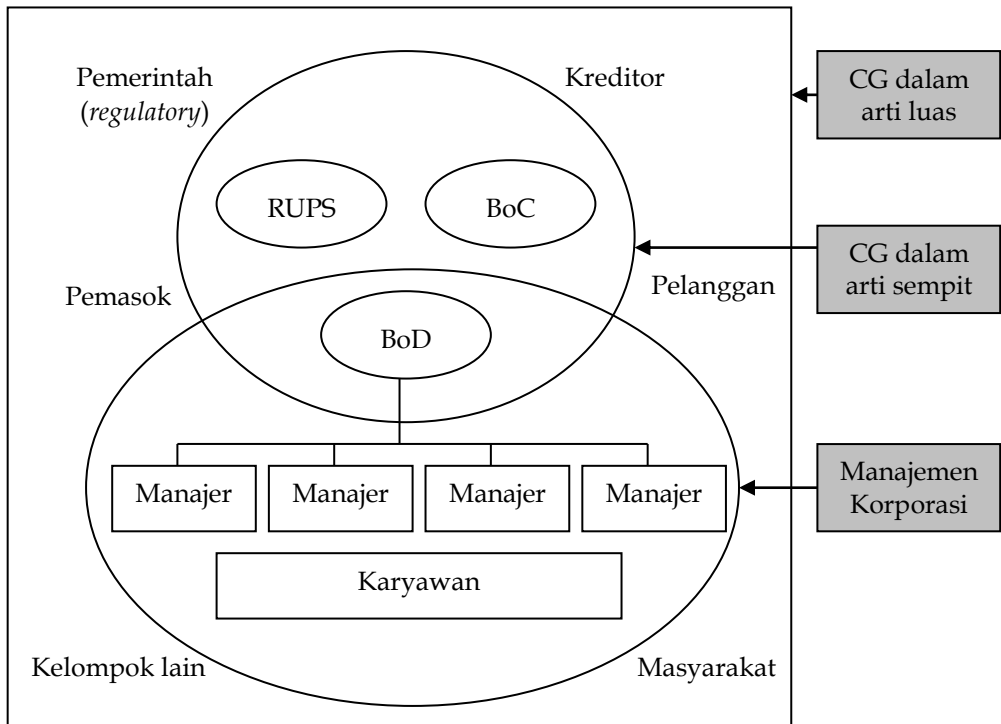 Pemerintah
(regulatory)
Kreditor
CG dalam
arti luas
RUPS
BoC
CG dalam
arti sempit
Pemasok
Pelanggan
BoD
Manajer
Manajer
Manajer
Manajer
Manajemen
Korporasi
Karyawan
Kelompok lain
Masyarakat